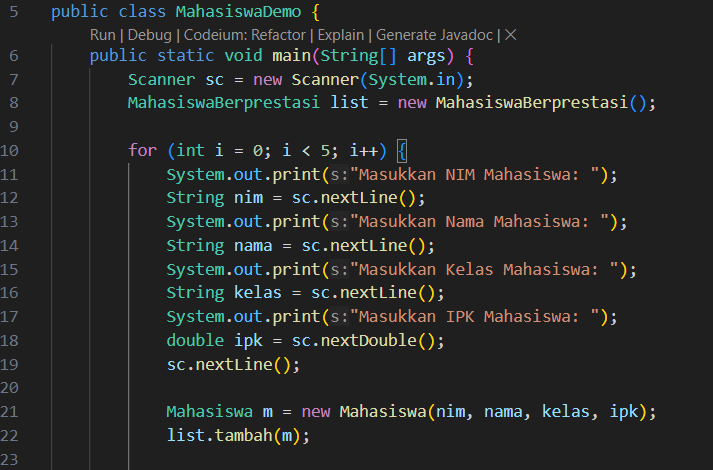 5 public class MahasiswaDemo {
Run | Debug | Codeium: Refactor | Explain | Generate Javadoc | ×
6 public static void main(String[] args) {
7 Scanner sc = new Scanner(System.in);
8 MahasiswaBerprestasi list = new MahasiswaBerprestasi();
9
10 for (int i = 0; i < 5; i++) {
11 System.out.print(s:"Masukkan NIM Mahasiswa: ");
12 String nim = sc.nextLine();
13 System.out.print(s:"Masukkan Nama Mahasiswa: ");
14 String nama = sc.nextLine();
15 System.out.print(s:"Masukkan Kelas Mahasiswa: ");
16 String kelas = sc.nextLine();
17 System.out.print(s:"Masukkan IPK Mahasiswa: ");
18 double ipk = sc.nextDouble();
19 sc.nextLine();
20
21 Mahasiswa m = new Mahasiswa(nim, nama, kelas, ipk);
22 list.tambah(m);
23